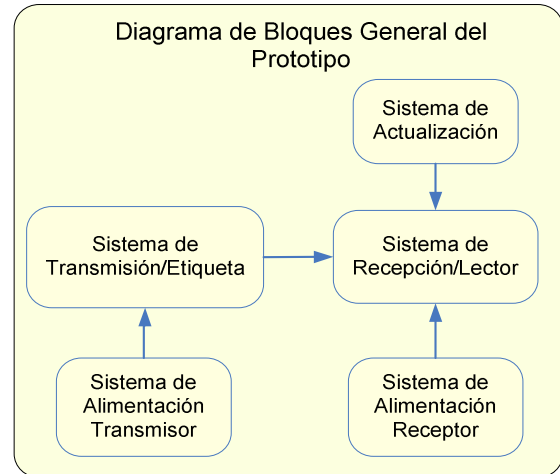 Diagrama de Bloques General del
Prototipo
Sistema de
Actualización
Sistema de
Transmisión/Etiqueta
Sistema de
Recepción/Lector
Sistema de
Alimentación
Transmisor
Sistema de
Alimentación
Receptor